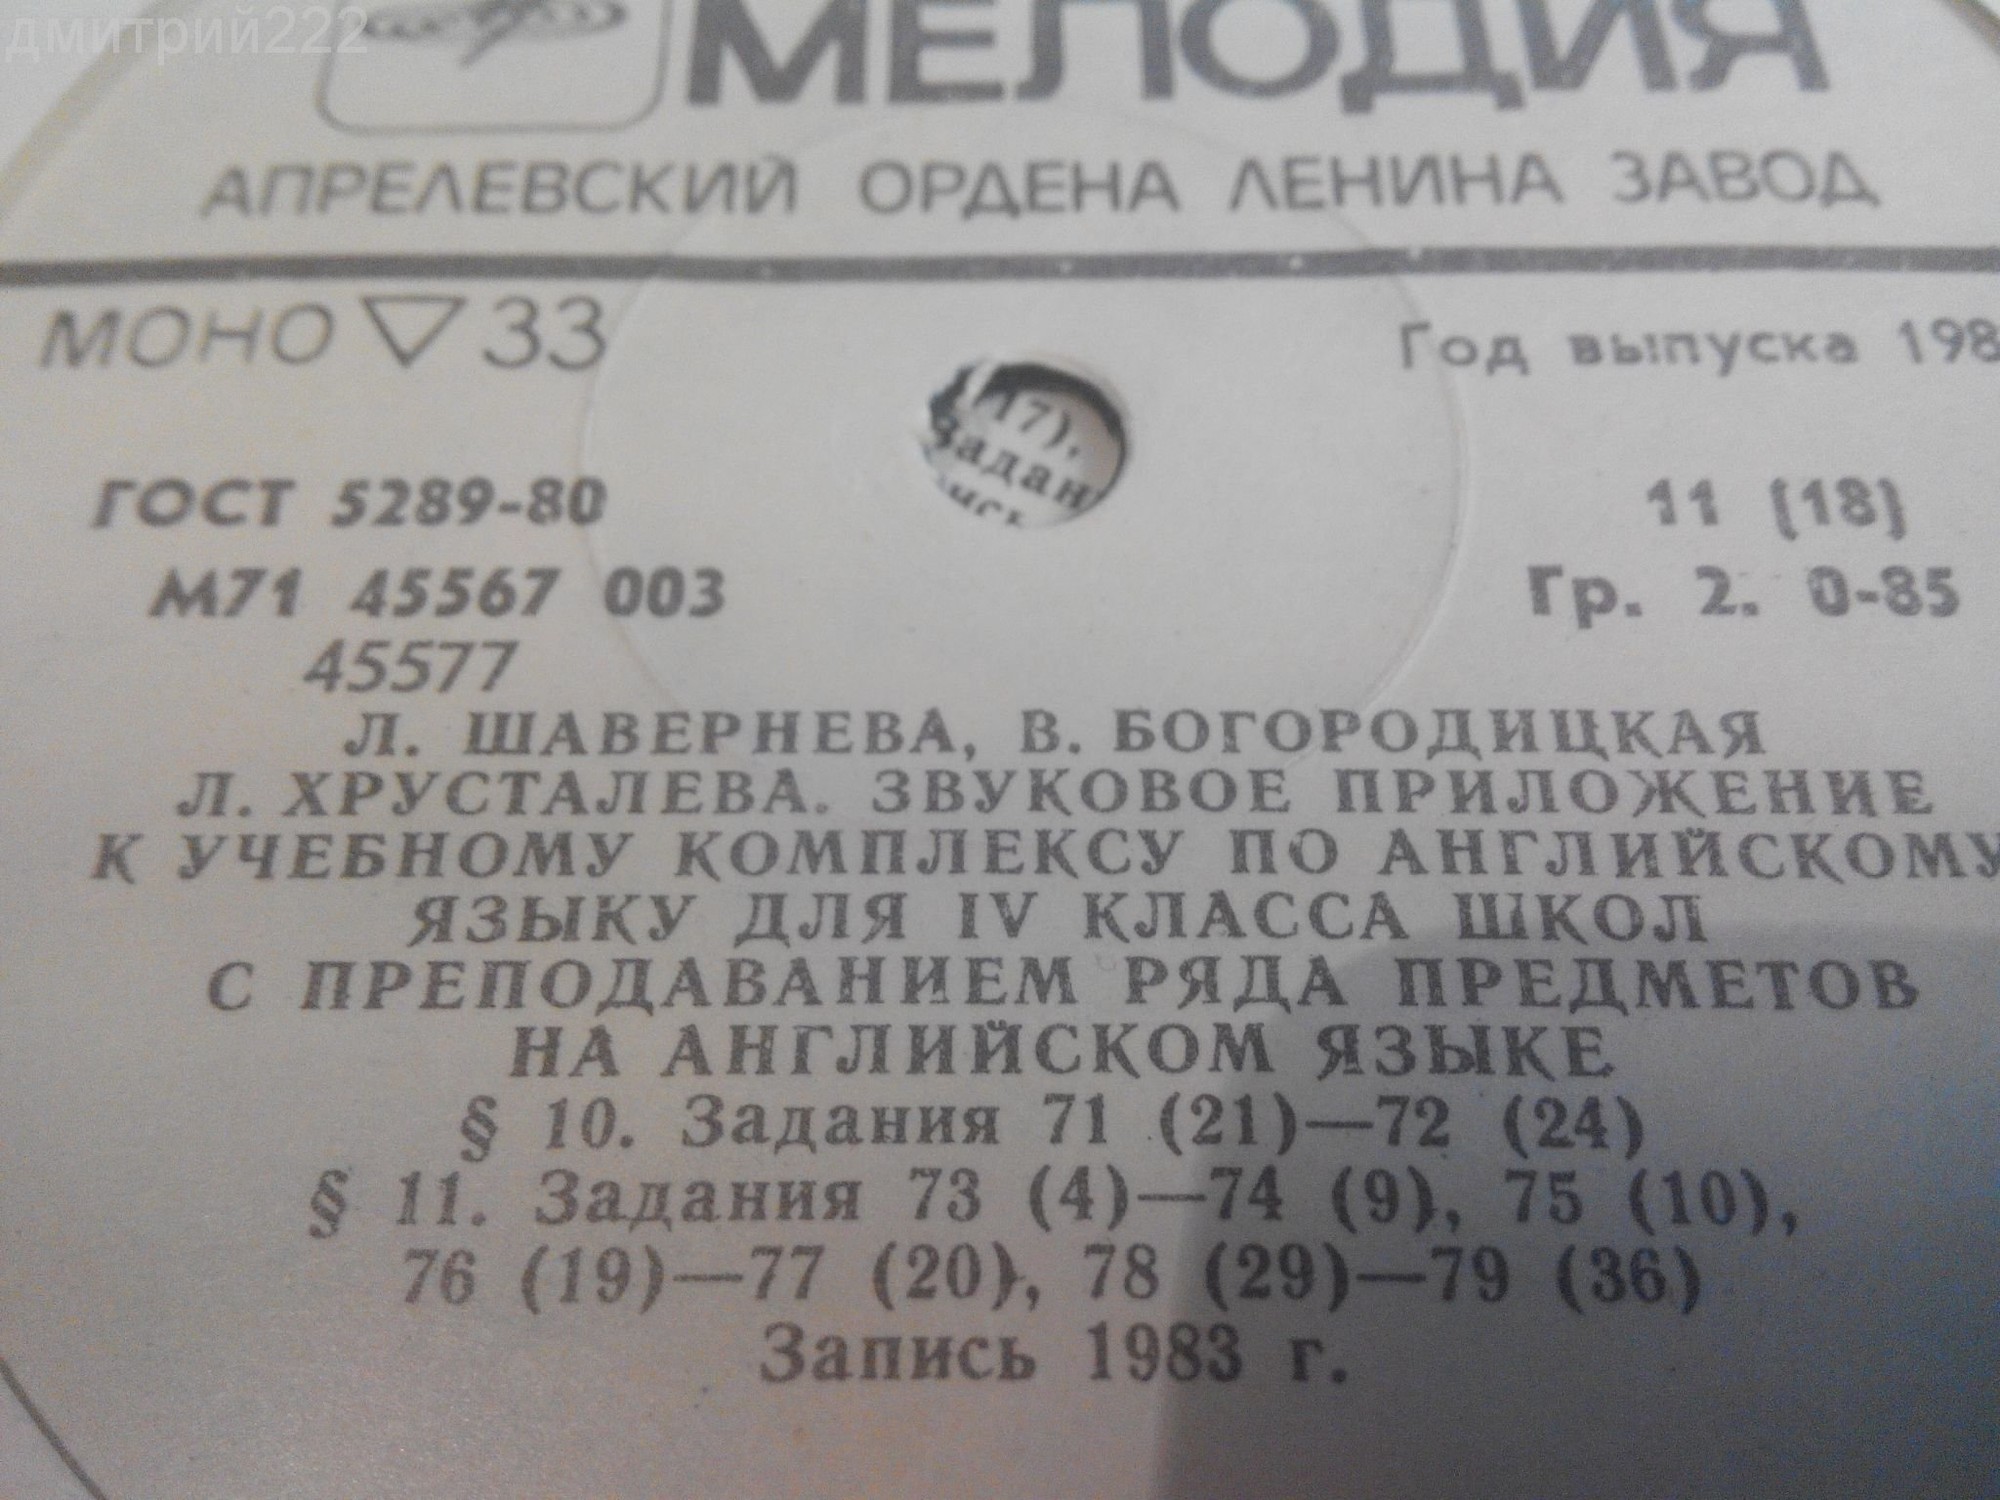 дмитрий222
МЕЛОДИЯ
АПРЕЛЕВСКИЙ ОРДЕНА ЛЕНИНА ЗАВОД
МОНО ▽ 33
Год выпуска 198
17),
Задан
ГОСТ 5289-80
11 (18)
М71 45567 003
Гр. 2. 0-85
45577
Л. ШАВЕРНЕВА, В. БОГОРОДИЦКАЯ
Л. ХРУСТАЛЕВА. ЗВУКОВОЕ ПРИЛОЖЕНИЕ
К УЧЕБНОМУ КОМПЛЕКСУ ПО АНГЛИЙСКОМУ
ЯЗЫКУ ДЛЯ IV КЛАССА ШКОЛ
С ПРЕПОДАВАНИЕМ РЯДА ПРЕДМЕТОВ
НА АНГЛИЙСКОМ ЯЗЫКЕ
§ 10. Задания 71 (21)—72 (24)
§ 11. Задания 73 (4)—74 (9), 75 (10),
76 (19)—77 (20), 78 (29)—79 (36)
Запись 1983 г.